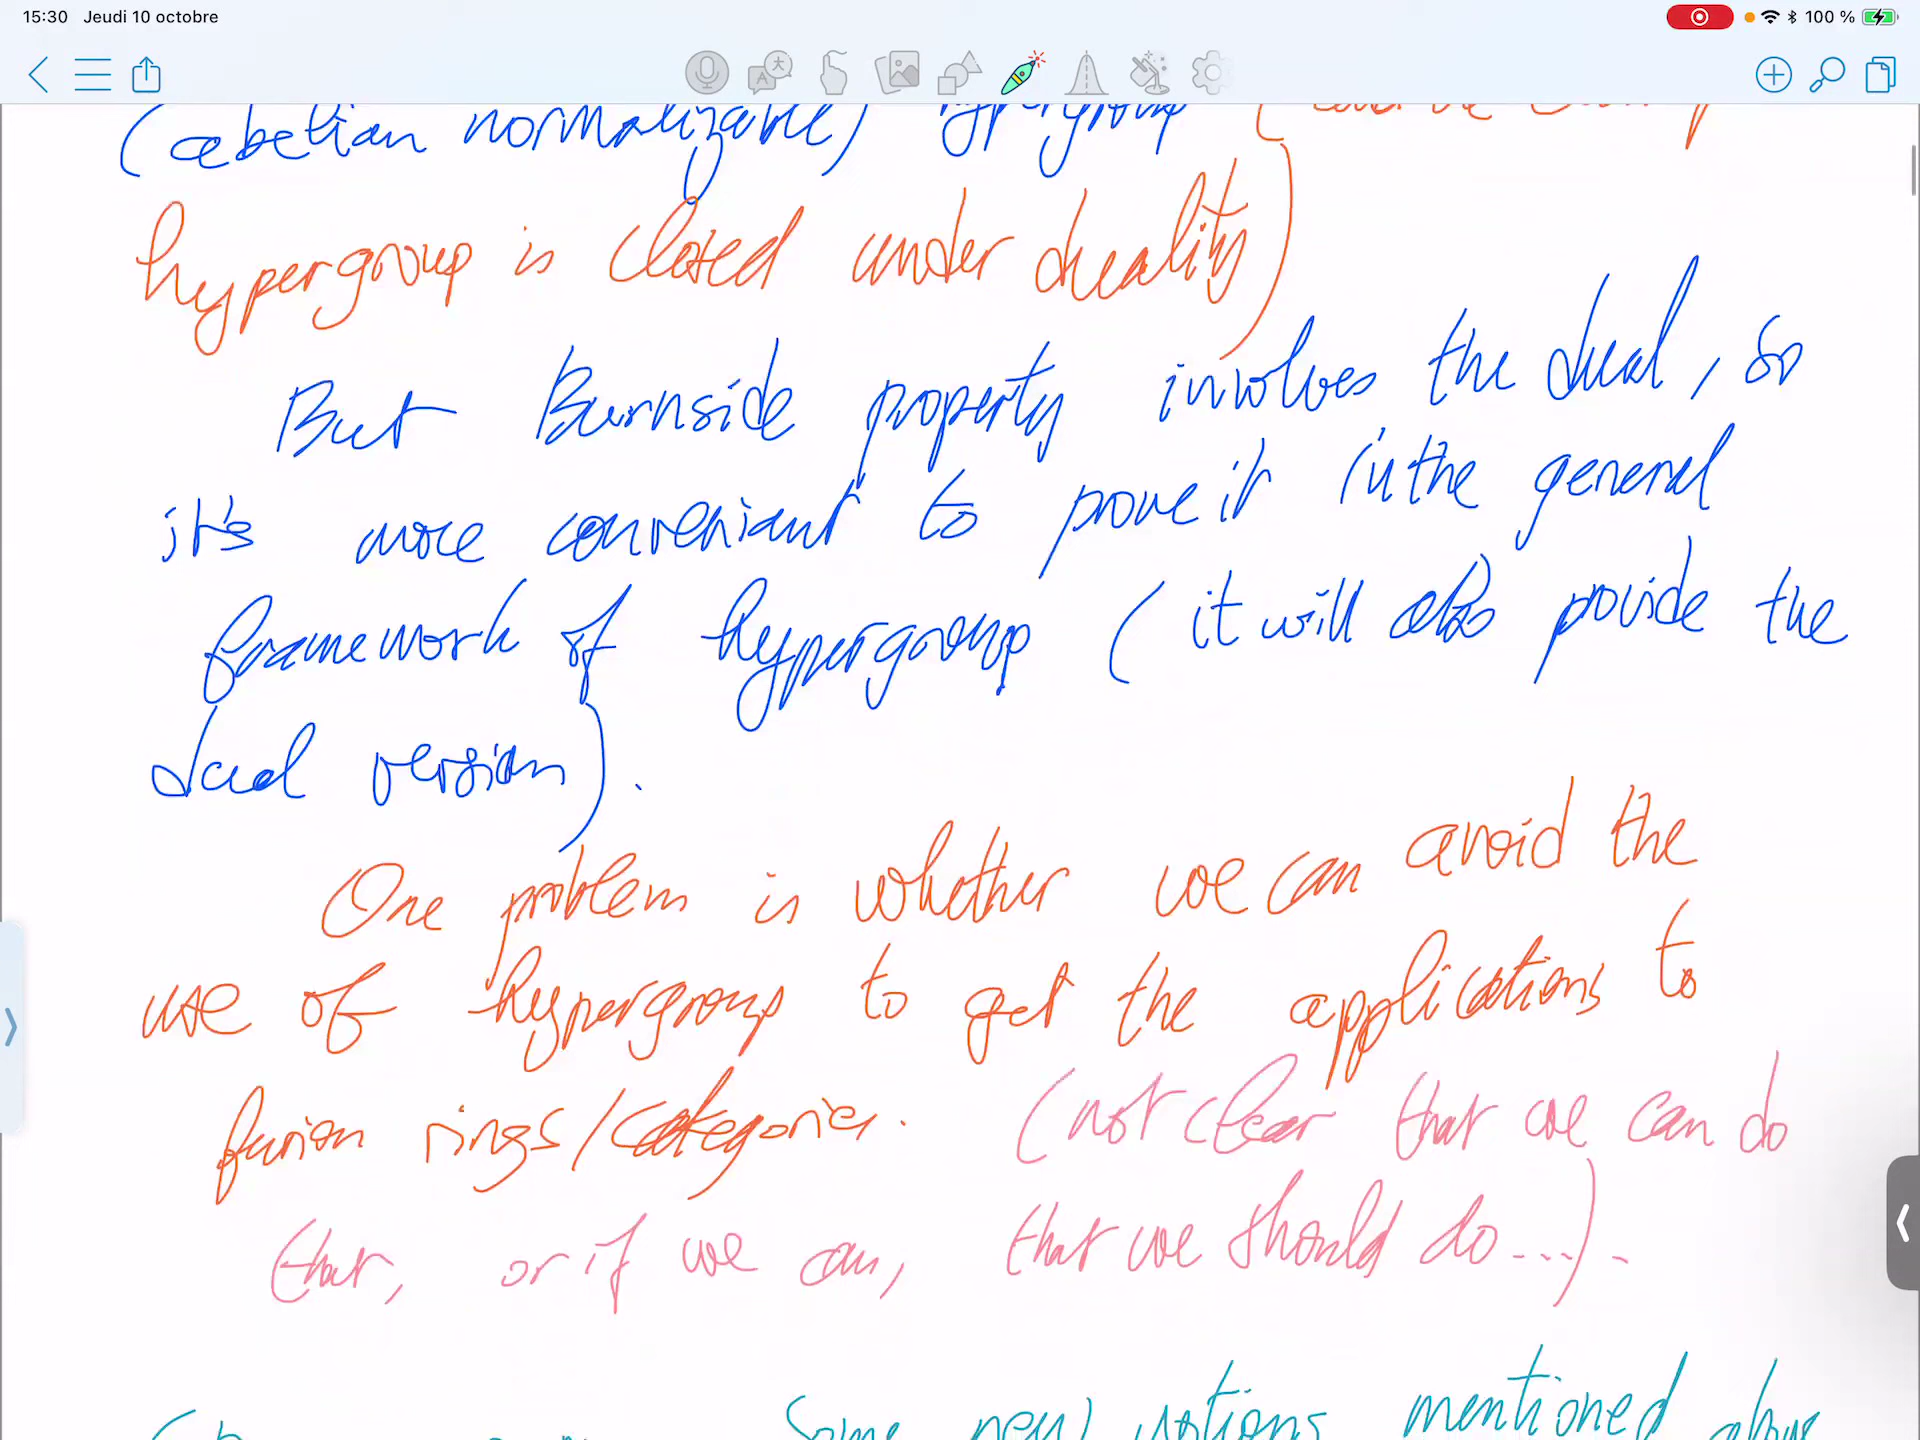 15:30 Jeudi 10 octobre 100 %
(abelian normalizable) hypergroup (
hypergroup is closed under duality)
But Burnside property involves the dual, so
it's more convenient to prove it in the general
framework of hypergroup (it will also provide the
dual version).
One problem is whether we can avoid the
use of hypergroup to get the applications to
fusion rings/categories. (not clear that we can do
that, or if we can, that we should do...).
Some new notions mentioned above